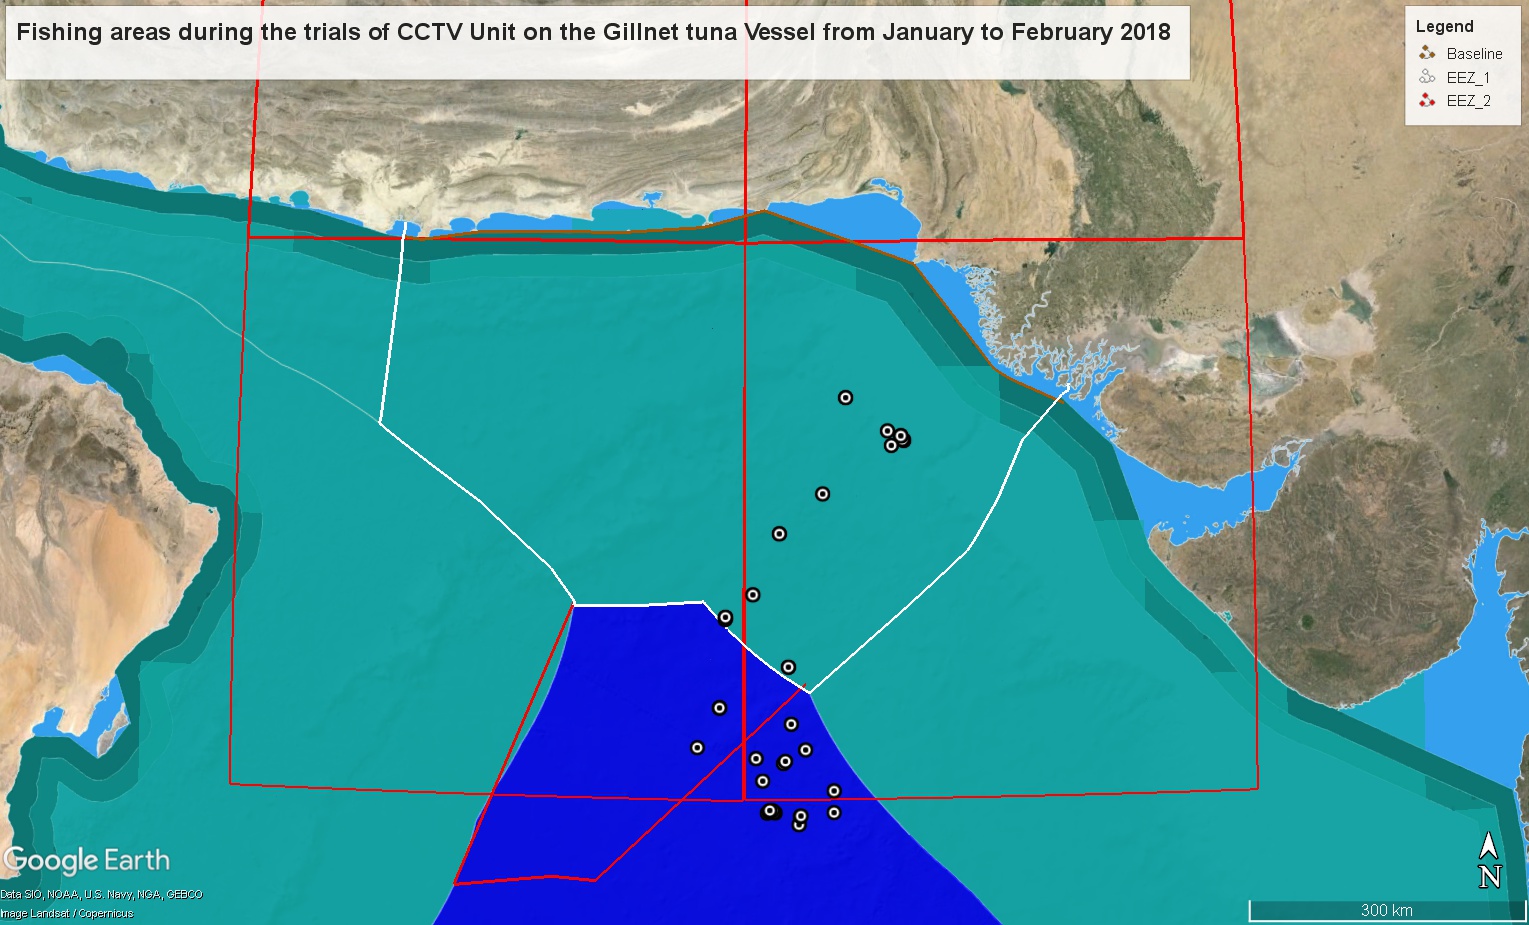 Fishing areas during the trials of CCTV Unit on the Gillnet tuna Vessel from January to February 2018
Legend
Baseline
EEZ_1
EEZ_2
Google Earth
Data SIO, NOAA, U.S. Navy, NGA, GEBCO
Image Landsat / Copernicus
N
300 km